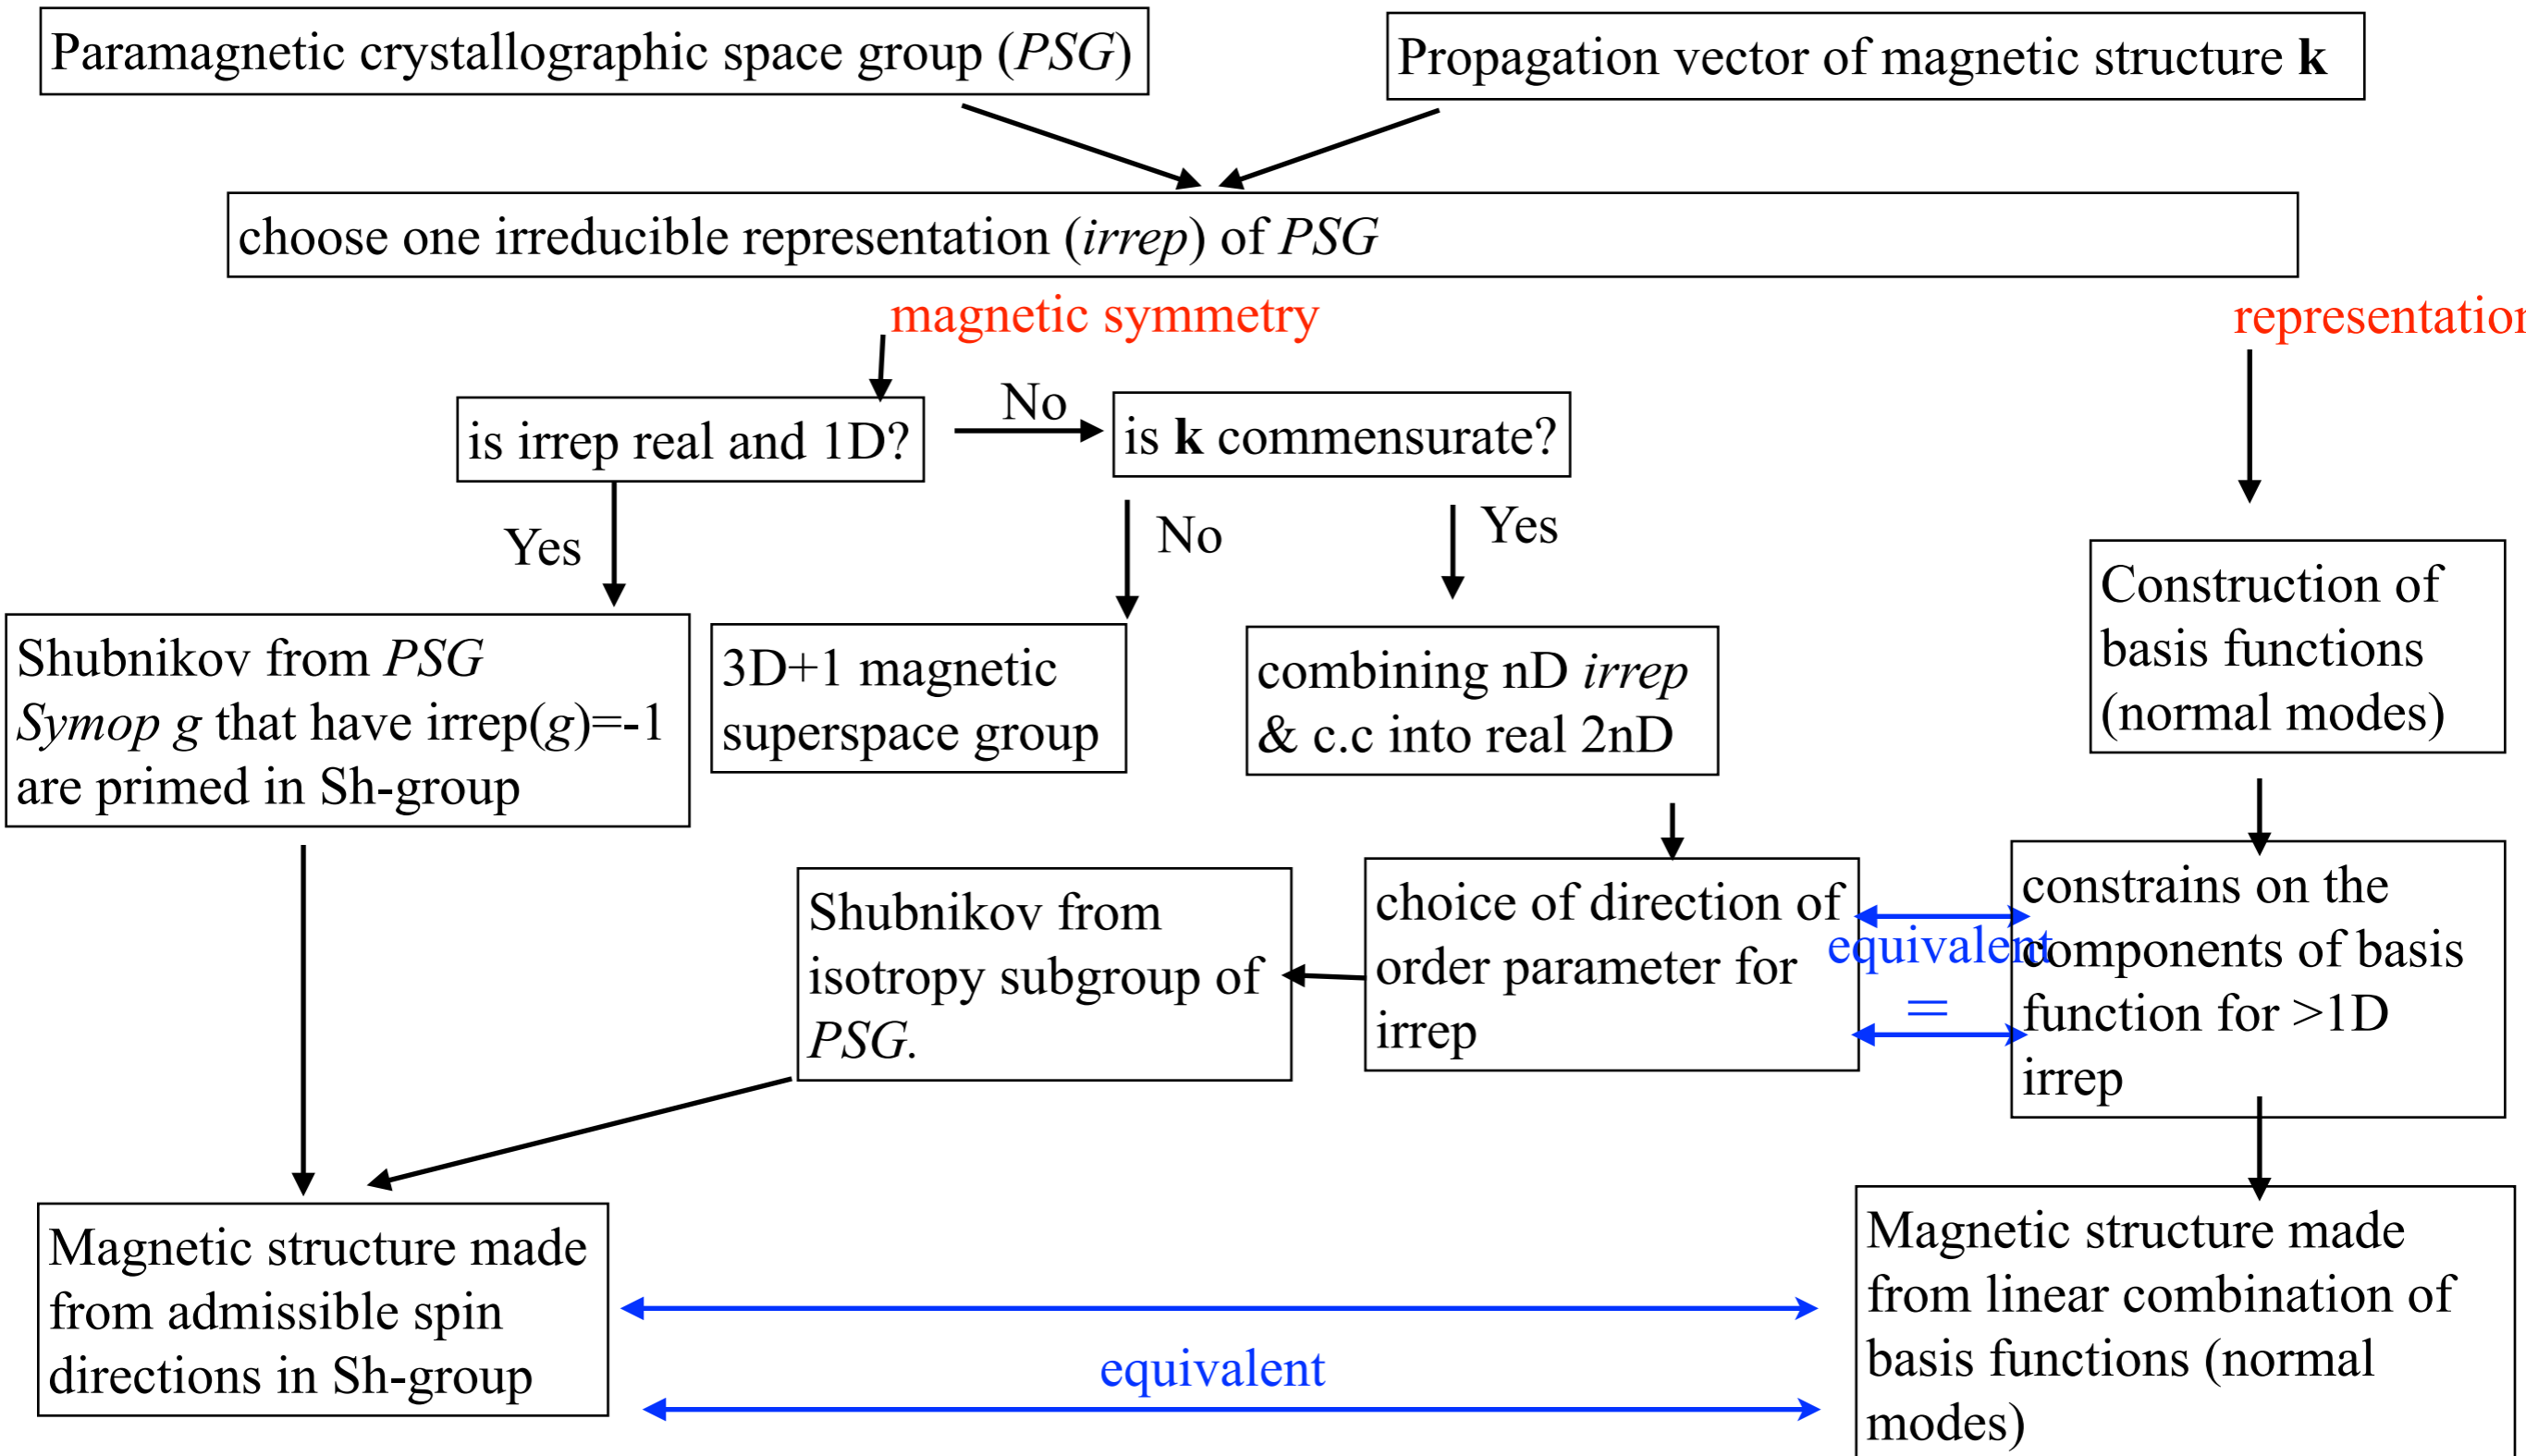 Paramagnetic crystallographic space group (PSG)
Propagation vector of magnetic structure k
choose one irreducible representation (irrep) of PSG
magnetic symmetry
representation
is irrep real and 1D?
No
is k commensurate?
Yes
No
Yes
Shubnikov from PSG
Symop g that have irrep(g)=-1
are primed in Sh-group
3D+1 magnetic
superspace group
combining nD irrep
& c.c into real 2nD
Construction of
basis functions
(normal modes)
Shubnikov from
isotropy subgroup of
PSG.
choice of direction of
order parameter for
irrep
equivalent
=
constrains on the
components of basis
function for >1D
irrep
Magnetic structure made
from admissible spin
directions in Sh-group
equivalent
Magnetic structure made
from linear combination of
basis functions (normal
modes)